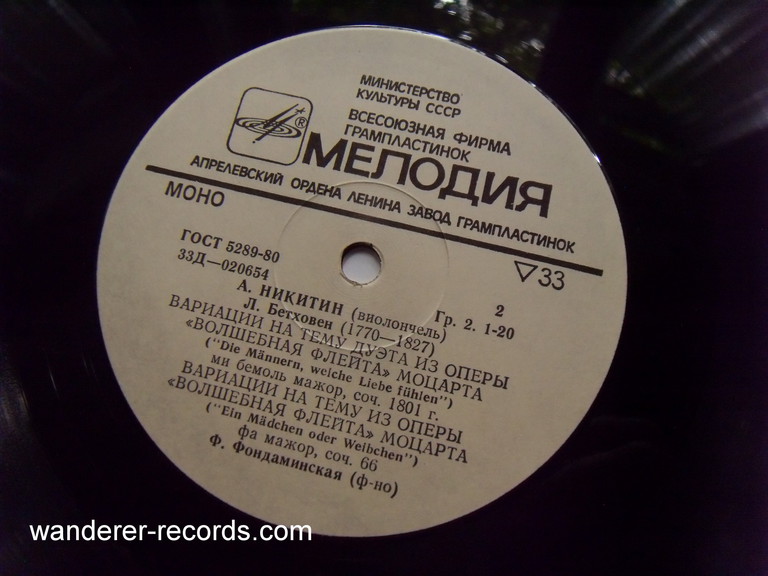 МИНИСТЕРСТВО
КУЛЬТУРЫ СССР
ВСЕСОЮЗНАЯ ФИРМА
ГРАМПЛАСТИНОК
®
МЕЛОДИЯ
АПРЕЛЕВСКИЙ ОРДЕНА ЛЕНИНА ЗАВОД ГРАМПЛАСТИНОК
МОНО
▽33
ГОСТ 5289-80
33Д—020654
2
Гр. 2. 1-20
А. НИКИТИН (виолончель)
Л. Бетховен (1770—1827)
ВАРИАЦИИ НА ТЕМУ ДУЭТА ИЗ ОПЕРЫ
«ВОЛШЕБНАЯ ФЛЕЙТА» МОЦАРТА
("Die Männern, welche Liebe fühlen")
ми бемоль мажор, соч. 1801 г.
ВАРИАЦИИ НА ТЕМУ ИЗ ОПЕРЫ
«ВОЛШЕБНАЯ ФЛЕЙТА» МОЦАРТА
("Ein Mädchen oder Weibchen")
фа мажор, соч. 66
Ф. Фондаминская (ф-но)
wanderer-records.com